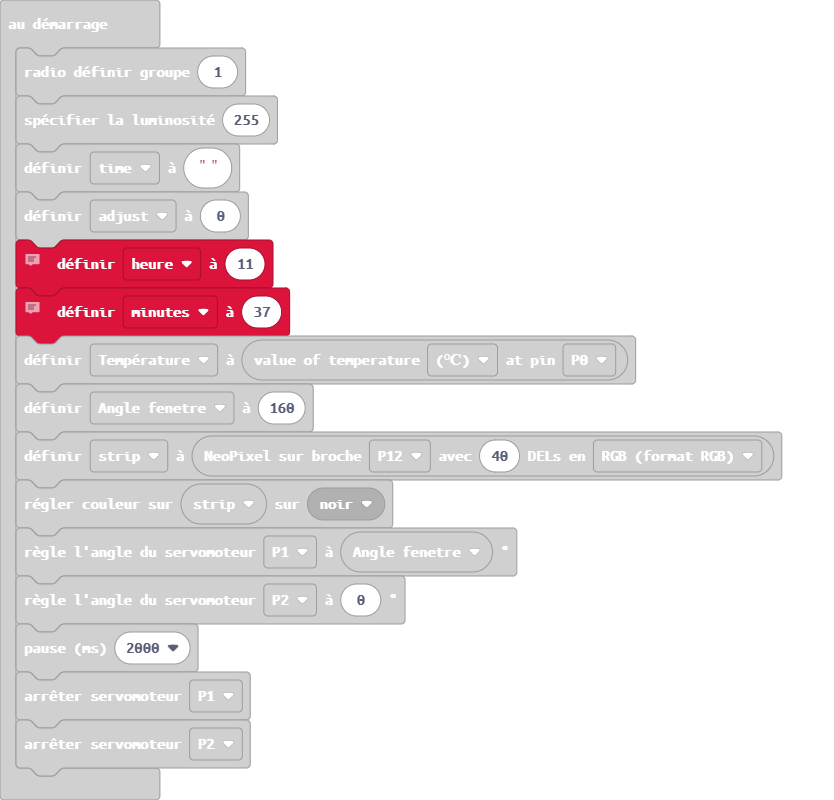 au démarrage
radio définir groupe 1
spécifier la luminosité 255
définir time à " "
définir adjust à 0
définir heure à 11
définir minutes à 37
définir Température à value of temperature (℃) at pin P0
définir Angle fenetre à 160
définir strip à NeoPixel sur broche P12 avec 40 DELs en RGB (format RGB)
régler couleur sur strip sur noir
règle l'angle du servomoteur P1 à Angle fenetre °
règle l'angle du servomoteur P2 à 0 °
pause (ms) 2000
arrêter servomoteur P1
arrêter servomoteur P2